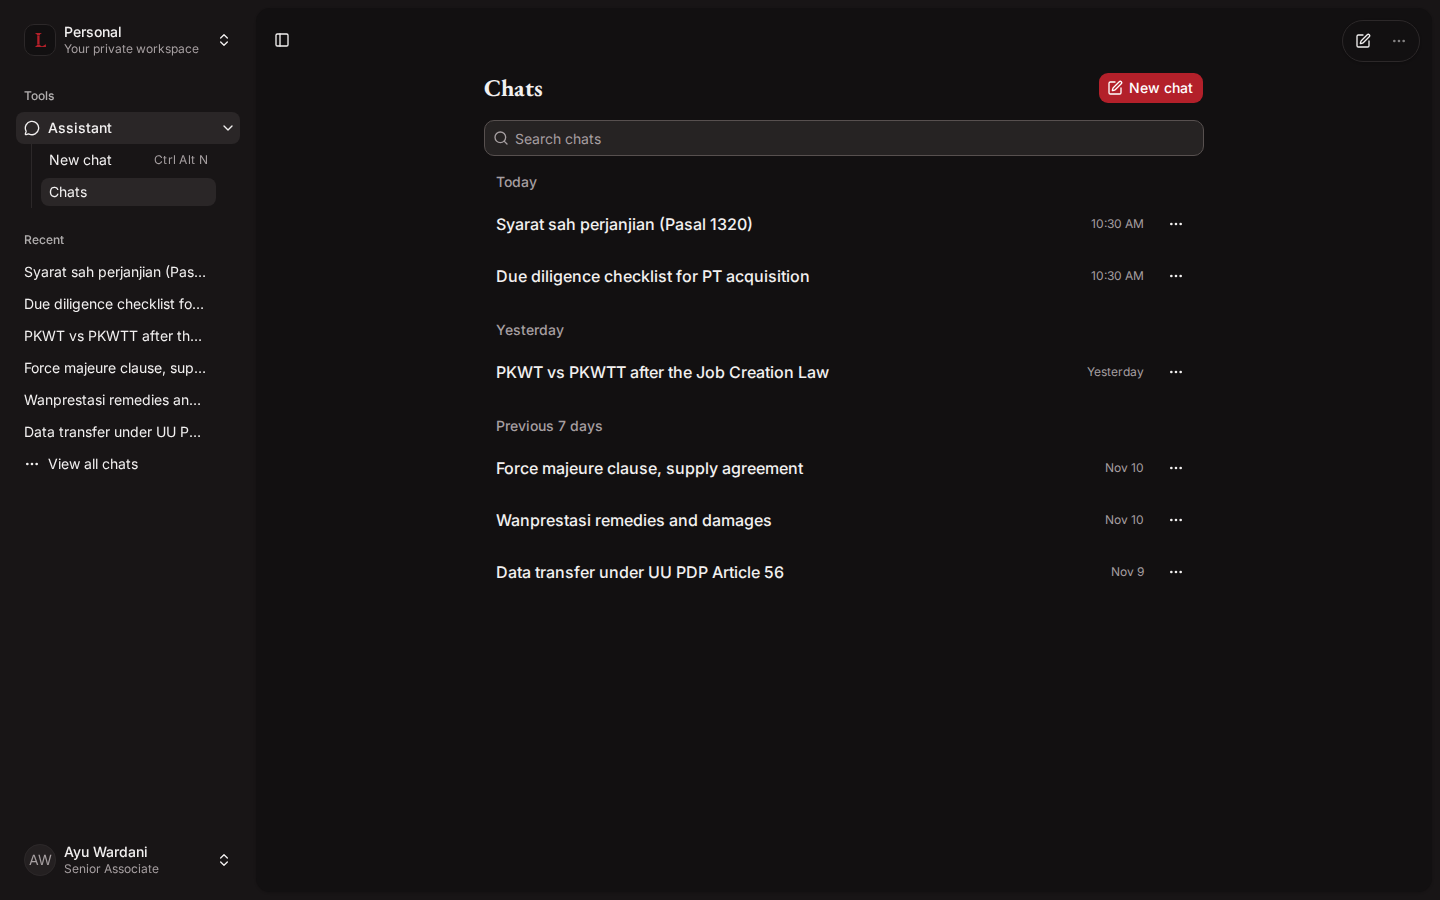 L
Personal
Your private workspace
Tools
Assistant
New chat Ctrl Alt N
Chats
Recent
Syarat sah perjanjian (Pas...
Due diligence checklist fo...
PKWT vs PKWTT after th...
Force majeure clause, sup...
Wanprestasi remedies an...
Data transfer under UU P...
View all chats
AW
Ayu Wardani
Senior Associate
Chats
New chat
Search chats
Today
Syarat sah perjanjian (Pasal 1320) 10:30 AM
Due diligence checklist for PT acquisition 10:30 AM
Yesterday
PKWT vs PKWTT after the Job Creation Law Yesterday
Previous 7 days
Force majeure clause, supply agreement Nov 10
Wanprestasi remedies and damages Nov 10
Data transfer under UU PDP Article 56 Nov 9